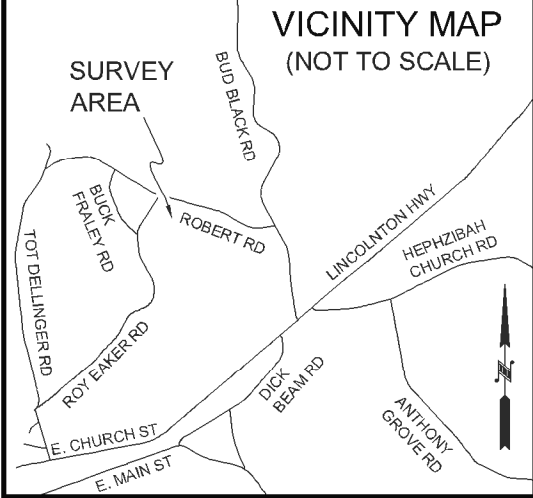 VICINITY MAP
(NOT TO SCALE)
SURVEY
AREA
BUD BLACK RD
BUCK
FRALEY RD
ROBERT RD
LINCOLNTON HWY
HEPHZIBAH
CHURCH RD
TOT DELLINGER RD
ROY EAKER RD
DICK
BEAM RD
ANTHONY
GROVE RD
E. CHURCH ST
E. MAIN ST
N